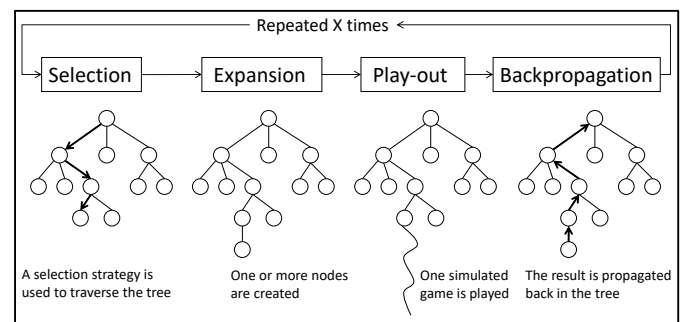 Repeated X times
Selection
Expansion
Play-out
Backpropagation
A selection strategy is
used to traverse the tree
One or more nodes
are created
One simulated
game is played
The result is propagated
back in the tree